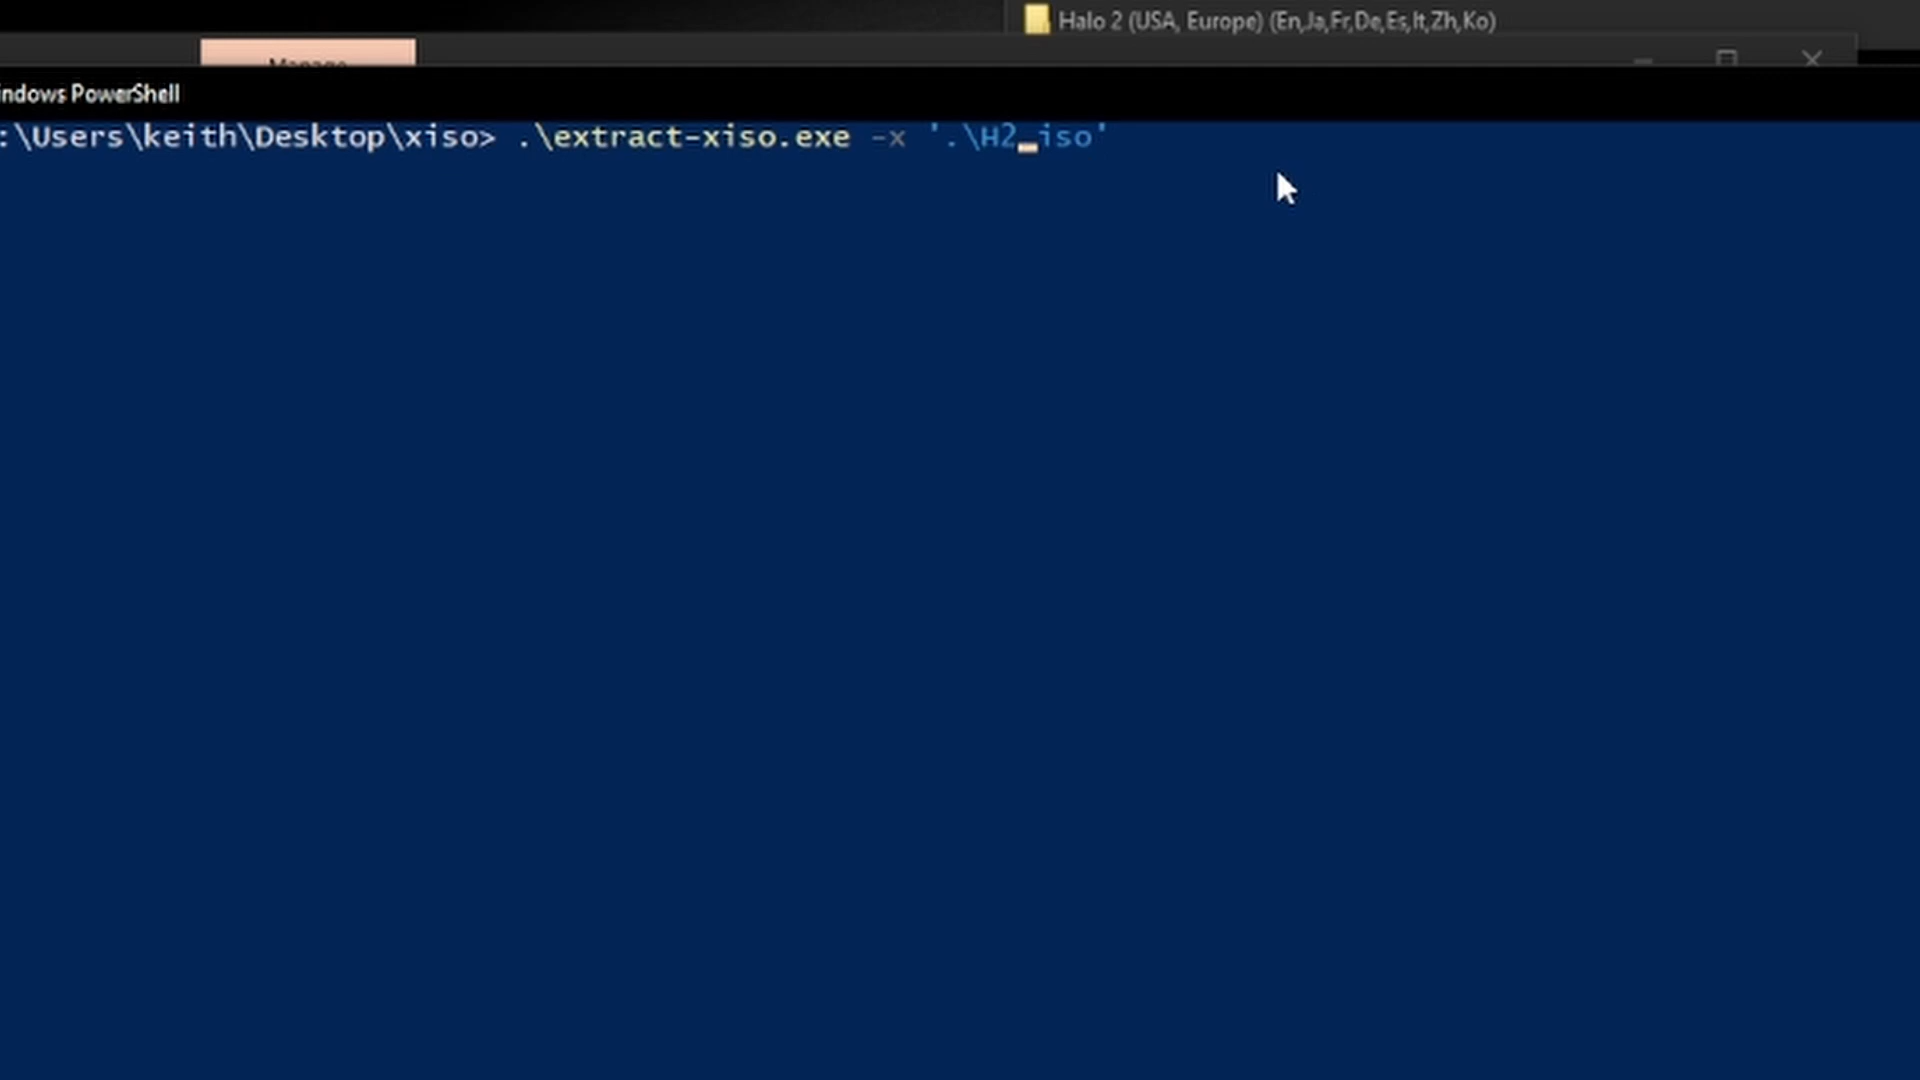 Halo 2 (USA, Europe) (En,Ja,Fr,De,Es,It,Zh,Ko)
Manage
indows PowerShell
:\Users\keith\Desktop\xiso> .\extract-xiso.exe -x '.\H2_iso'